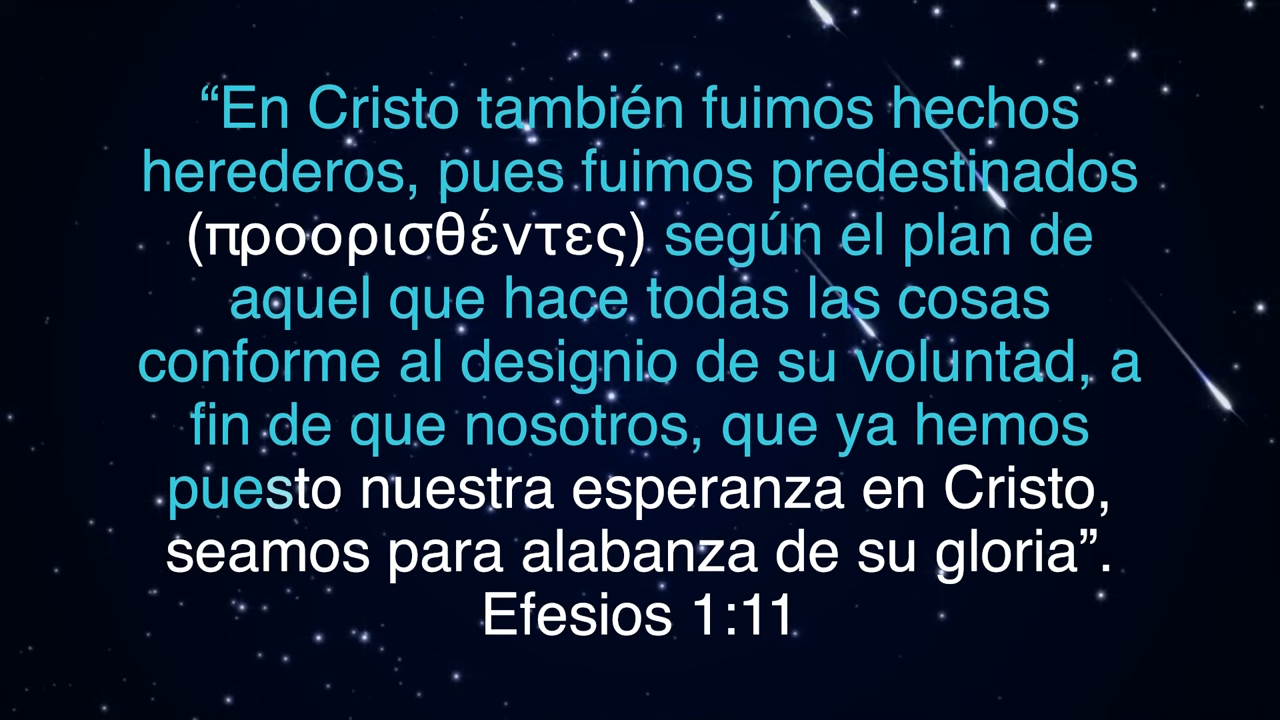 “En Cristo también fuimos hechos
herederos, pues fuimos predestinados
(προορισθέντες) según el plan de
aquel que hace todas las cosas
conforme al designio de su voluntad, a
fin de que nosotros, que ya hemos
puesto nuestra esperanza en Cristo,
seamos para alabanza de su gloria”.
Efesios 1:11